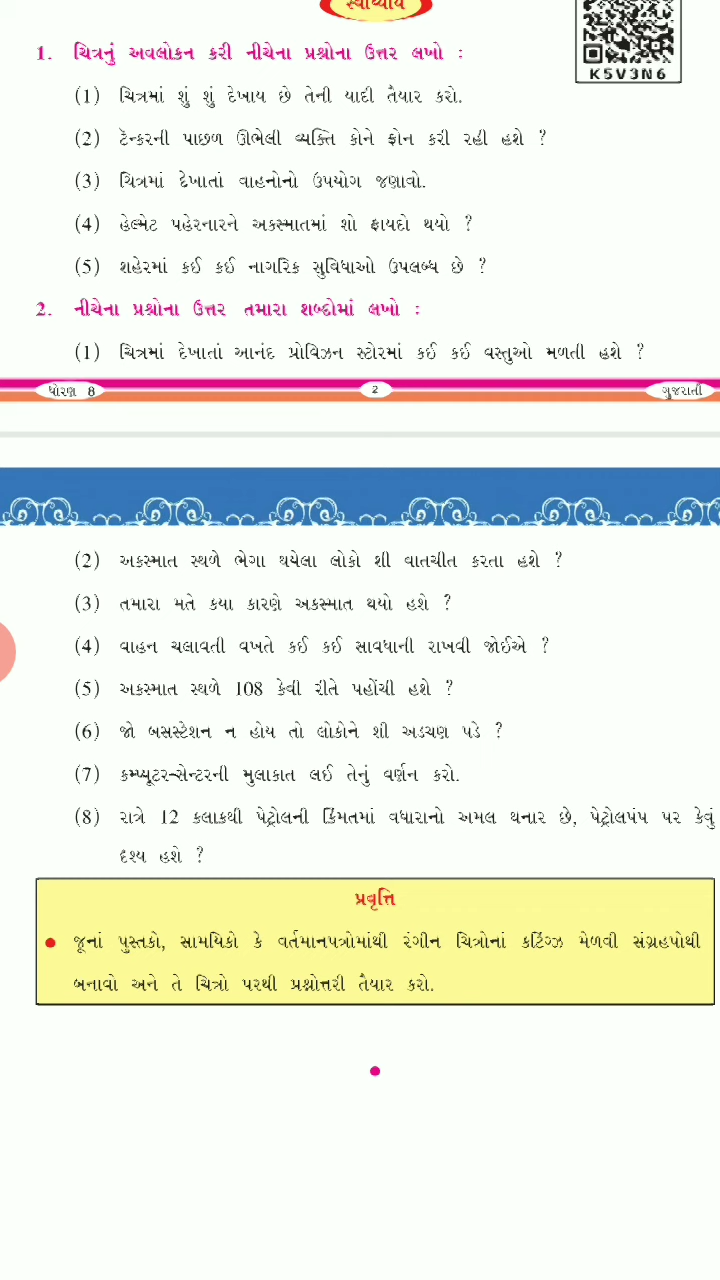 સ્વાધ્યાય
K5V3N6
1. ચિત્રનું અવલોકન કરી નીચેના પ્રશ્નોના ઉત્તર લખો :
(1) ચિત્રમાં શું શું દેખાય છે તેની યાદી તૈયાર કરો.
(2) ટૅન્કરની પાછળ ઊભેલી વ્યક્તિ કોને ફોન કરી રહી હશે ?
(3) ચિત્રમાં દેખાતાં વાહનોનો ઉપયોગ જણાવો.
(4) હેલ્મેટ પહેરનારને અકસ્માતમાં શો ફાયદો થયો ?
(5) શહેરમાં કઈ કઈ નાગરિક સુવિધાઓ ઉપલબ્ધ છે ?
2. નીચેના પ્રશ્નોના ઉત્તર તમારા શબ્દોમાં લખો :
(1) ચિત્રમાં દેખાતાં આનંદ પ્રોવિઝન સ્ટોરમાં કઈ કઈ વસ્તુઓ મળતી હશે ?
ધોરણ 8 2 ગુજરાતી
(2) અકસ્માત સ્થળે ભેગા થયેલા લોકો શી વાતચીત કરતા હશે ?
(3) તમારા મતે કયા કારણે અકસ્માત થયો હશે ?
(4) વાહન ચલાવતી વખતે કઈ કઈ સાવધાની રાખવી જોઈએ ?
(5) અકસ્માત સ્થળે 108 કેવી રીતે પહોંચી હશે ?
(6) જો બસસ્ટેશન ન હોય તો લોકોને શી અડચણ પડે ?
(7) કમ્પ્યૂટર-સેન્ટરની મુલાકાત લઈ તેનું વર્ણન કરો.
(8) રાત્રે 12 કલાકથી પેટ્રોલની કિંમતમાં વધારાનો અમલ થનાર છે, પેટ્રોલપંપ પર કેવું
દૃશ્ય હશે ?
પ્રવૃત્તિ
● જૂનાં પુસ્તકો, સામયિકો કે વર્તમાનપત્રોમાંથી રંગીન ચિત્રોનાં કટિંગ્ઝ મેળવી સંગ્રહપોથી
બનાવો અને તે ચિત્રો પરથી પ્રશ્નોત્તરી તૈયાર કરો.